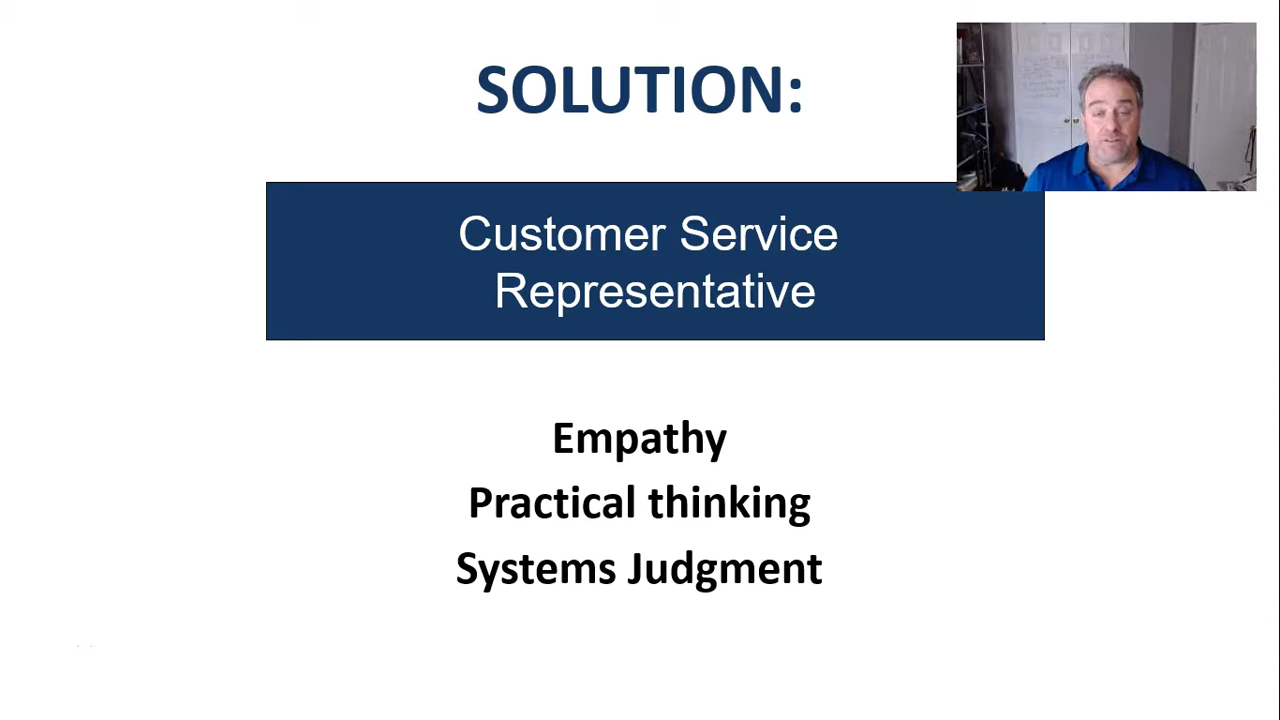 SOLUTION:
Customer Service
Representative
Empathy
Practical thinking
Systems Judgment